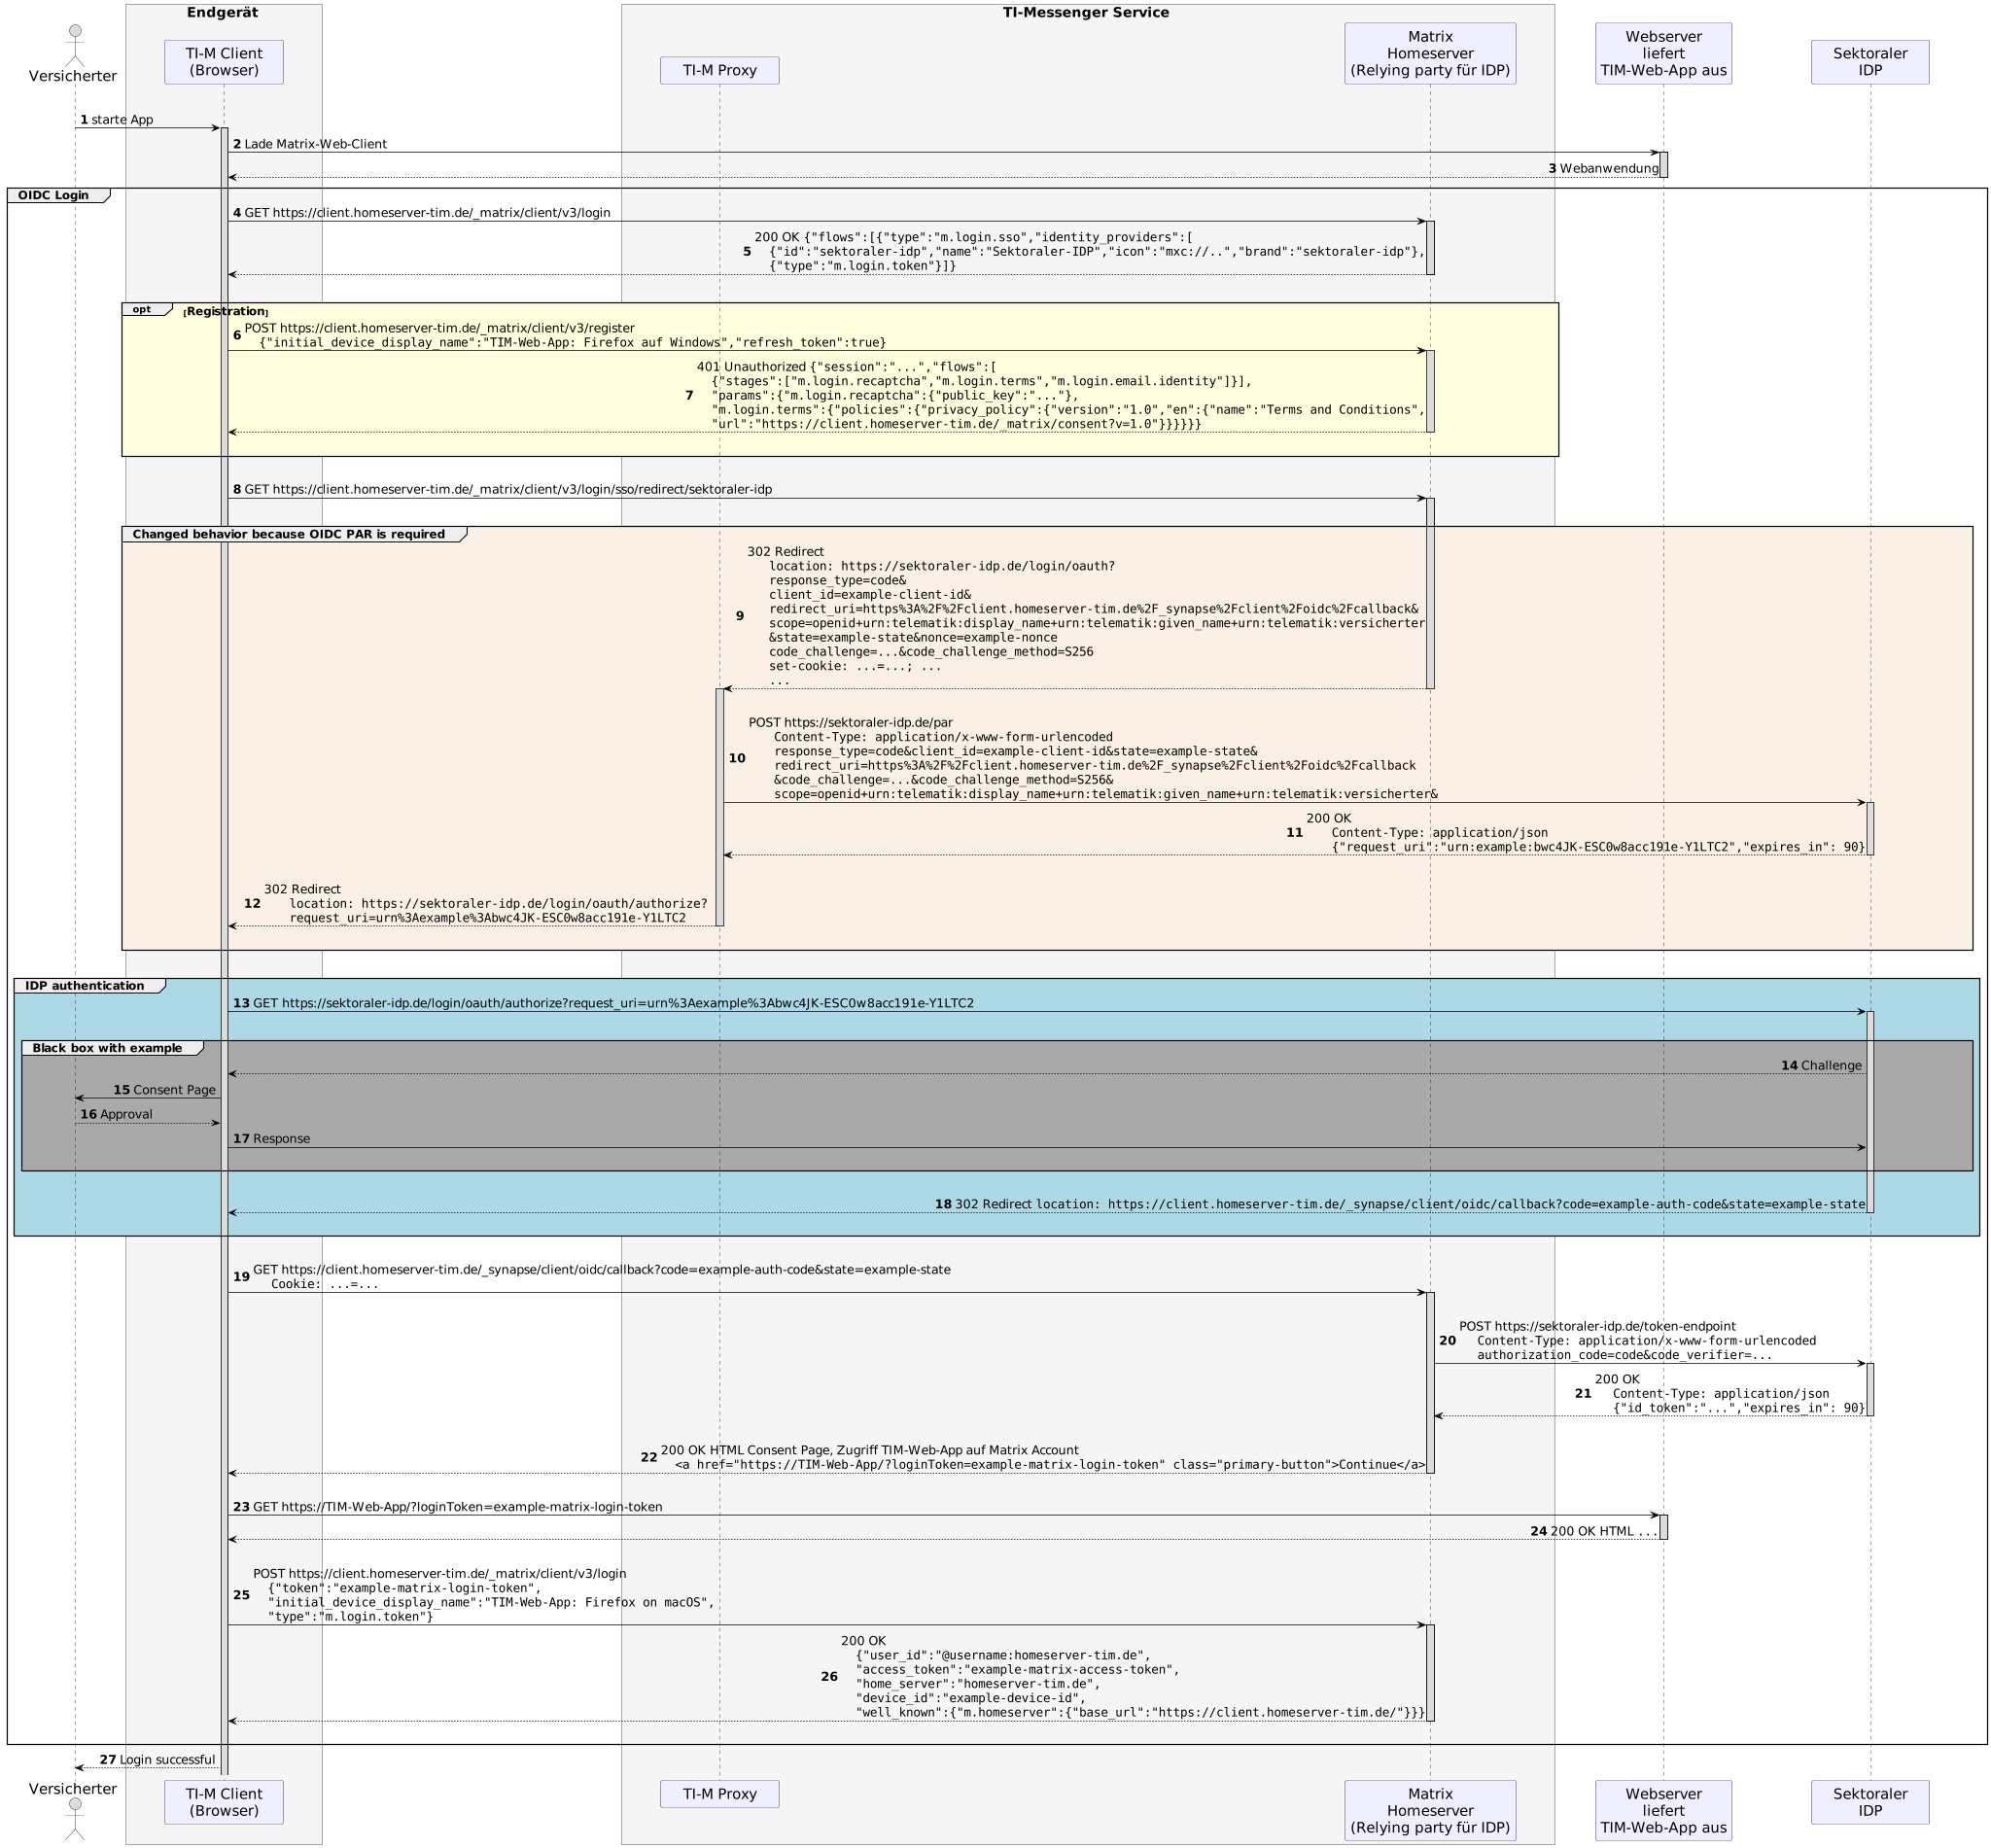 Endgerät
TI-Messenger Service
Versicherter
TI-M Client
(Browser)
TI-M Proxy
Matrix
Homeserver
(Relying party für IDP)
Webserver
liefert
TIM-Web-App aus
Sektoraler
IDP
1 starte App
2 Lade Matrix-Web-Client
3 Webanwendung
OIDC Login
4 GET https://client.homeserver-tim.de/_matrix/client/v3/login
5 200 OK {"flows":[{"type":"m.login.sso","identity_providers":[
{"id":"sektoraler-idp","name":"Sektoraler-IDP","icon":"mxc://..","brand":"sektoraler-idp"},
{"type":"m.login.token"}]}
opt [Registration]
6 POST https://client.homeserver-tim.de/_matrix/client/v3/register
{"initial_device_display_name":"TIM-Web-App: Firefox auf Windows","refresh_token":true}
7 401 Unauthorized {"session":"...","flows":[
{"stages":["m.login.recaptcha","m.login.terms","m.login.email.identity"]}],
"params":{"m.login.recaptcha":{"public_key":"..."},
"m.login.terms":{"policies":{"privacy_policy":{"version":"1.0","en":{"name":"Terms and Conditions",
"url":"https://client.homeserver-tim.de/_matrix/consent?v=1.0"}}}}}}
8 GET https://client.homeserver-tim.de/_matrix/client/v3/login/sso/redirect/sektoraler-idp
Changed behavior because OIDC PAR is required
9 302 Redirect
location: https://sektoraler-idp.de/login/oauth?
response_type=code&
client_id=example-client-id&
redirect_uri=https%3A%2F%2Fclient.homeserver-tim.de%2F_synapse%2Fclient%2Foidc%2Fcallback&
scope=openid+urn:telematik:display_name+urn:telematik:given_name+urn:telematik:versicherter
&state=example-state&nonce=example-nonce
code_challenge=...&code_challenge_method=S256
set-cookie: ...=...; ...
...
10 POST https://sektoraler-idp.de/par
Content-Type: application/x-www-form-urlencoded
response_type=code&client_id=example-client-id&state=example-state&
redirect_uri=https%3A%2F%2Fclient.homeserver-tim.de%2F_synapse%2Fclient%2Foidc%2Fcallback
&code_challenge=...&code_challenge_method=S256&
scope=openid+urn:telematik:display_name+urn:telematik:given_name+urn:telematik:versicherter&
11 200 OK
Content-Type: application/json
{"request_uri":"urn:example:bwc4JK-ESC0w8acc191e-Y1LTC2","expires_in": 90}
12 302 Redirect
location: https://sektoraler-idp.de/login/oauth/authorize?
request_uri=urn%3Aexample%3Abwc4JK-ESC0w8acc191e-Y1LTC2
IDP authentication
13 GET https://sektoraler-idp.de/login/oauth/authorize?request_uri=urn%3Aexample%3Abwc4JK-ESC0w8acc191e-Y1LTC2
Black box with example
14 Challenge
15 Consent Page
16 Approval
17 Response
18 302 Redirect location: https://client.homeserver-tim.de/_synapse/client/oidc/callback?code=example-auth-code&state=example-state
19 GET https://client.homeserver-tim.de/_synapse/client/oidc/callback?code=example-auth-code&state=example-state
Cookie: ...=...
20 POST https://sektoraler-idp.de/token-endpoint
Content-Type: application/x-www-form-urlencoded
authorization_code=code&code_verifier=...
21 200 OK
Content-Type: application/json
{"id_token":"...","expires_in": 90}
22 200 OK HTML Consent Page, Zugriff TIM-Web-App auf Matrix Account
<a href="https://TIM-Web-App/?loginToken=example-matrix-login-token" class="primary-button">Continue</a>
23 GET https://TIM-Web-App/?loginToken=example-matrix-login-token
24 200 OK HTML ...
25 POST https://client.homeserver-tim.de/_matrix/client/v3/login
{"token":"example-matrix-login-token",
"initial_device_display_name":"TIM-Web-App: Firefox on macOS",
"type":"m.login.token"}
26 200 OK
{"user_id":"@username:homeserver-tim.de",
"access_token":"example-matrix-access-token",
"home_server":"homeserver-tim.de",
"device_id":"example-device-id",
"well_known":{"m.homeserver":{"base_url":"https://client.homeserver-tim.de/"}}}
27 Login successful
Versicherter
TI-M Client
(Browser)
TI-M Proxy
Matrix
Homeserver
(Relying party für IDP)
Webserver
liefert
TIM-Web-App aus
Sektoraler
IDP